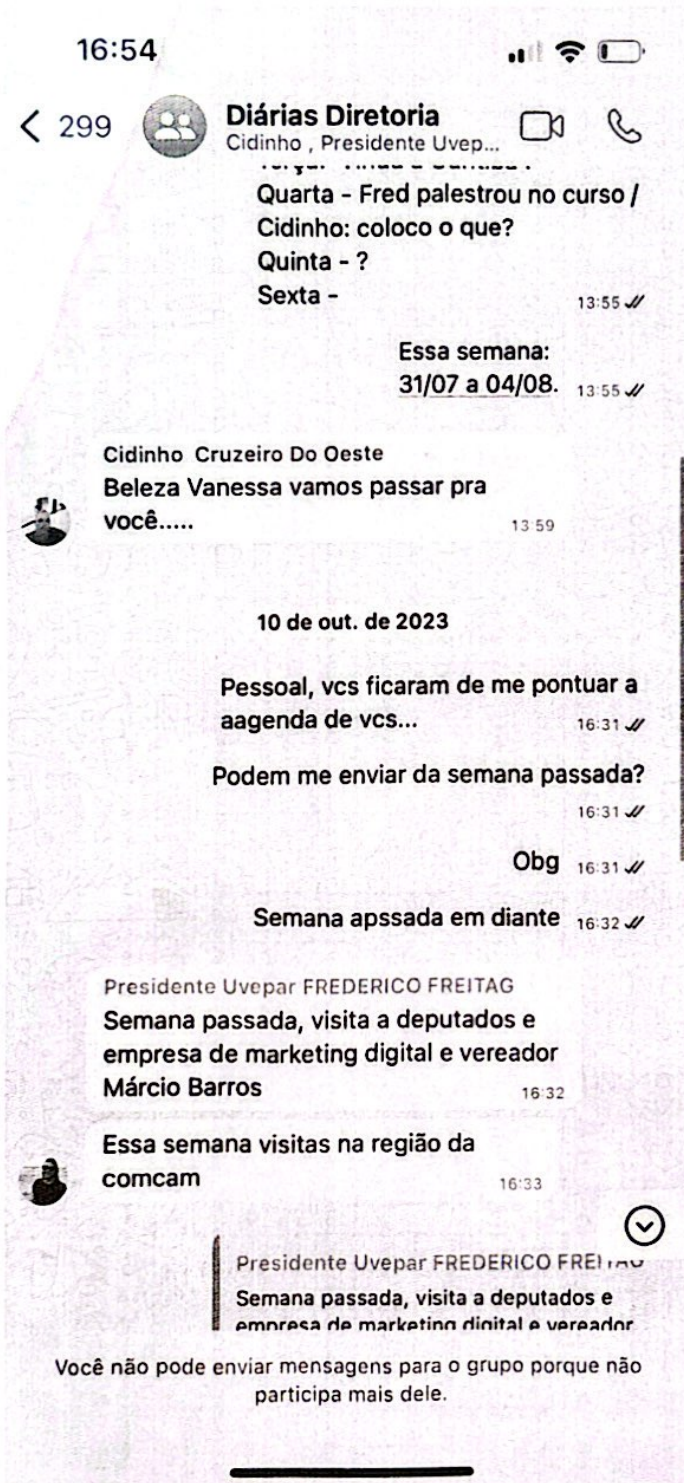 16:54
299
Diárias Diretoria
Cidinho , Presidente Uvep...
Quarta - Fred palestrou no curso /
Cidinho: coloco o que?
Quinta - ?
Sexta -
13:55
Essa semana:
31/07 a 04/08.
13:55
Cidinho Cruzeiro Do Oeste
Beleza Vanessa vamos passar pra
você.....
13:59
10 de out. de 2023
Pessoal, vcs ficaram de me pontuar a
aagenda de vcs...
16:31
Podem me enviar da semana passada?
16:31
Obg 16:31
Semana apssada em diante 16:32
Presidente Uvepar FREDERICO FREITAG
Semana passada, visita a deputados e
empresa de marketing digital e vereador
Márcio Barros
16:32
Essa semana visitas na região da
comcam
16:33
Presidente Uvepar FREDERICO
Semana passada, visita a deputados e
empresa de marketing digital e vereador
Você não pode enviar mensagens para o grupo porque não
participa mais dele.